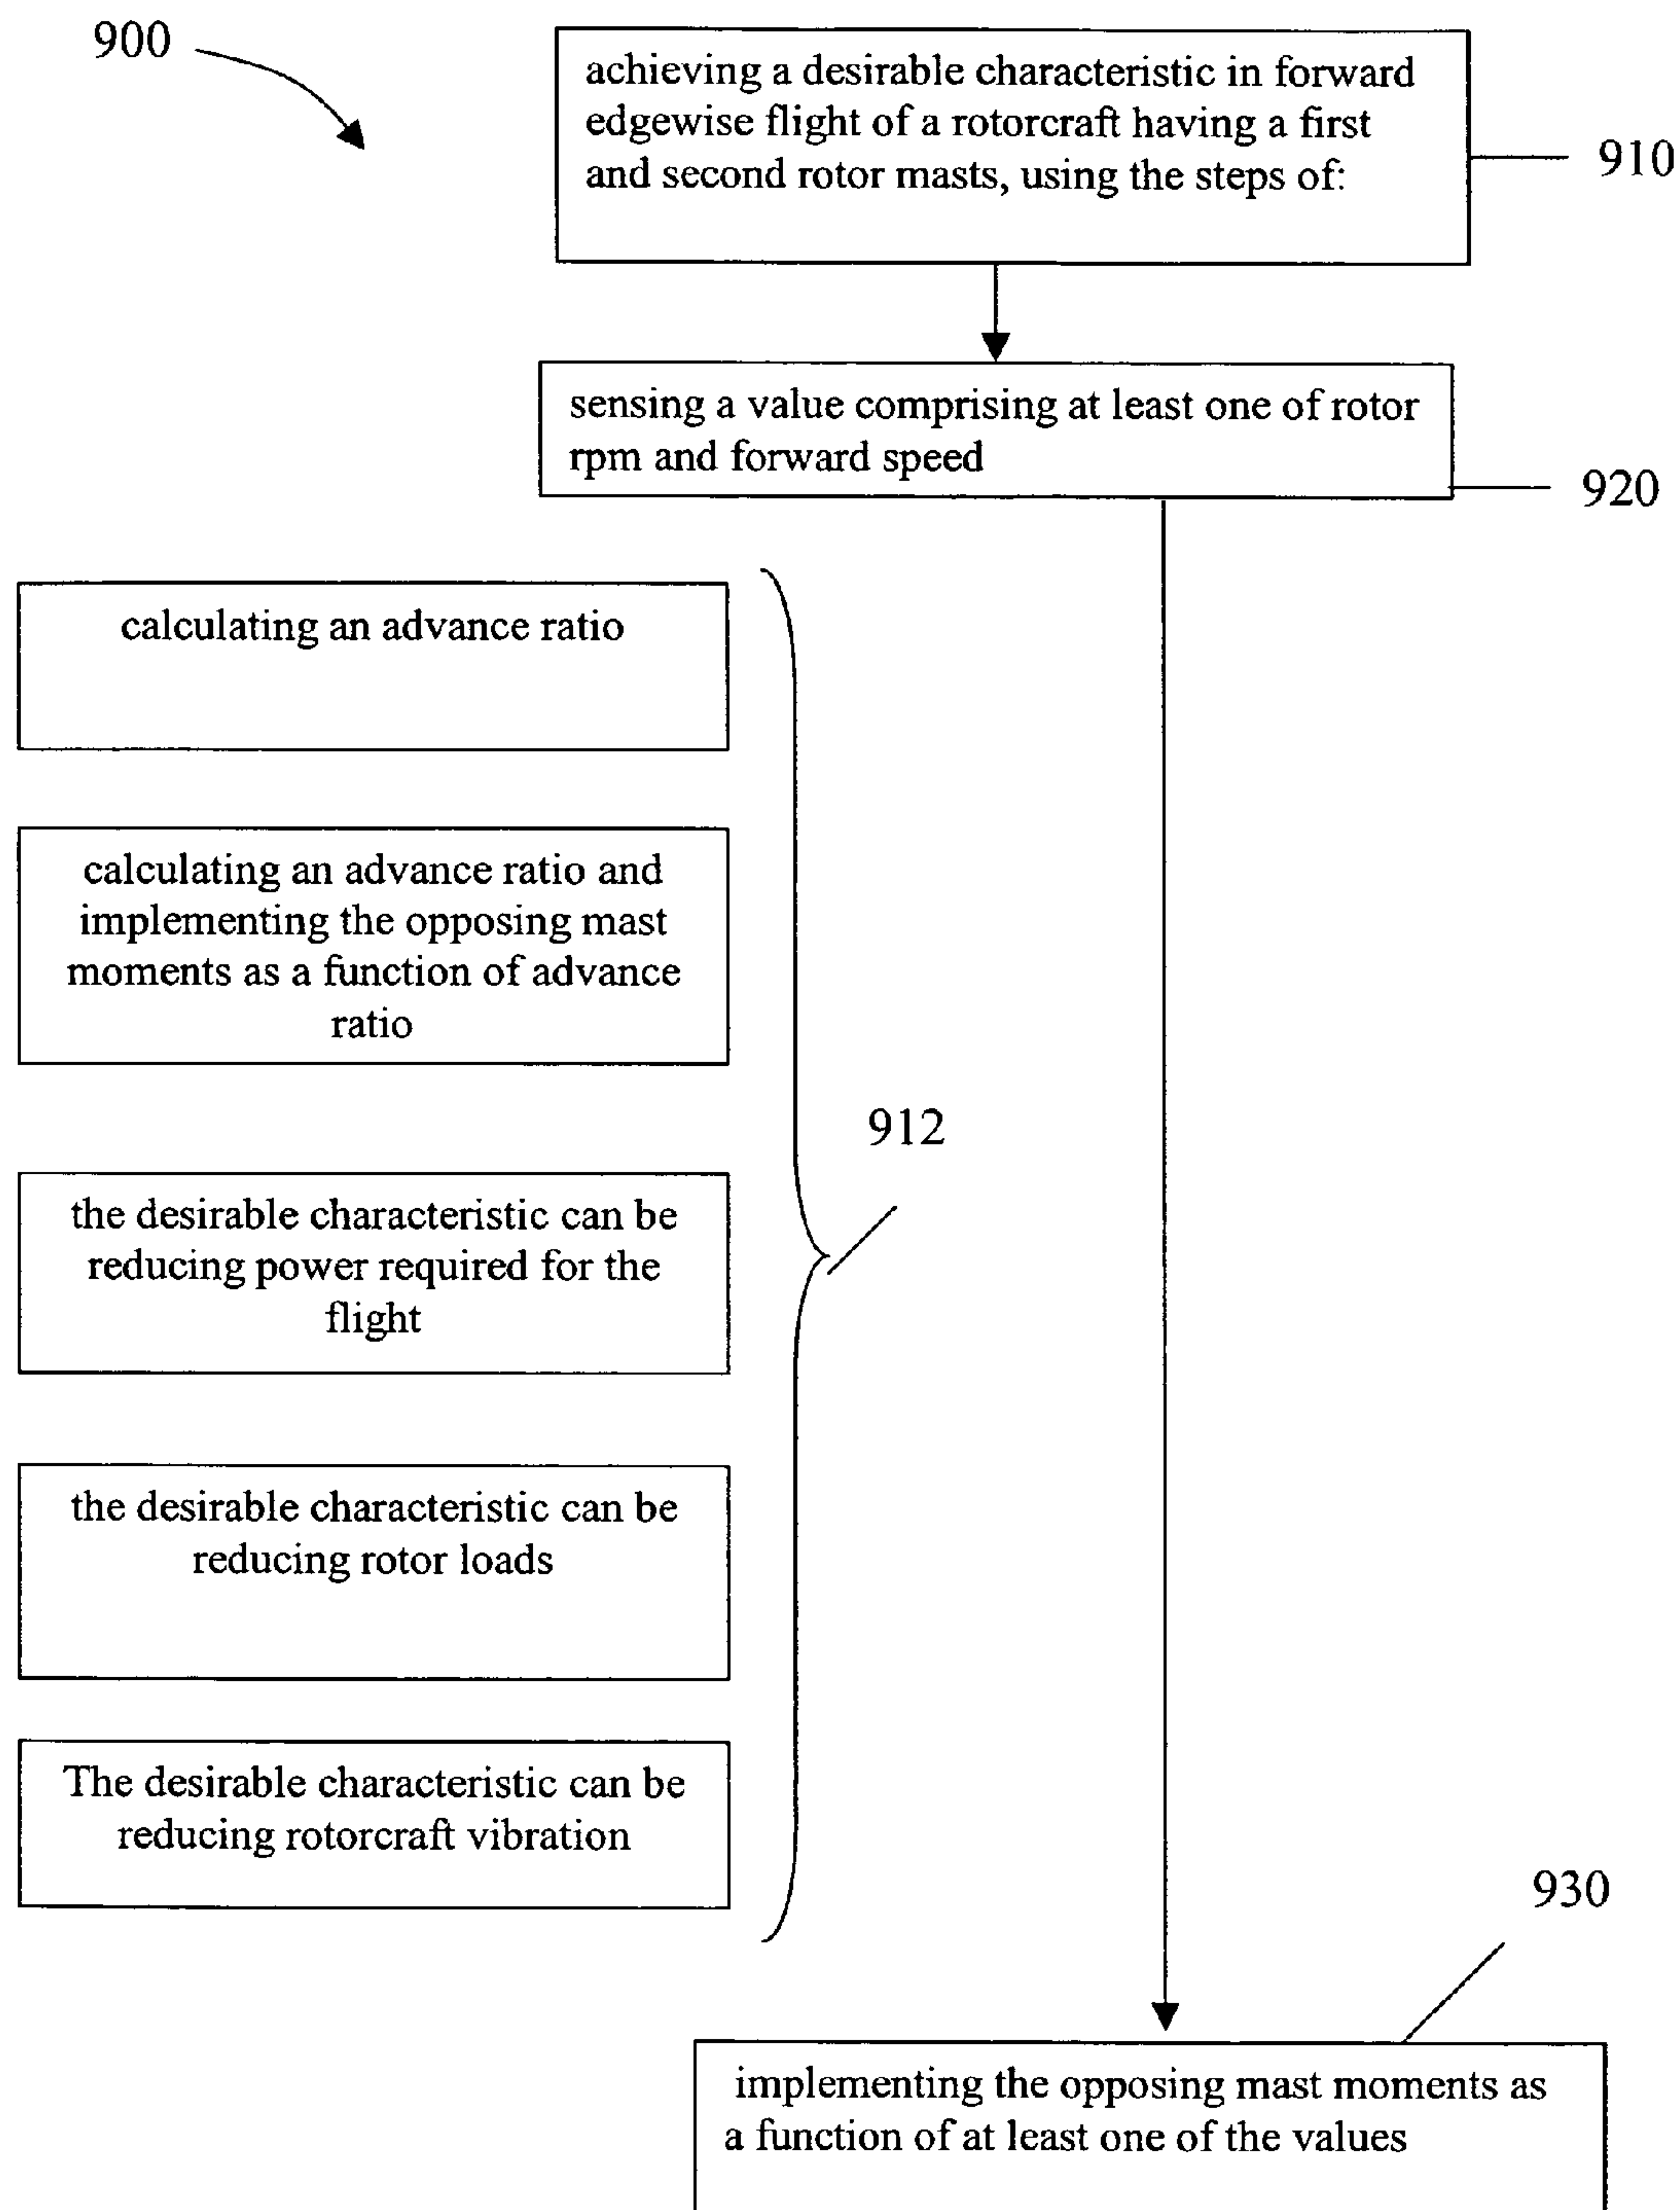 900
achieving a desirable characteristic in forward
edgewise flight of a rotorcraft having a first
and second rotor masts, using the steps of:
910
sensing a value comprising at least one of rotor
rpm and forward speed
920
calculating an advance ratio
calculating an advance ratio and
implementing the opposing mast
moments as a function of advance
ratio
912
the desirable characteristic can be
reducing power required for the
flight
the desirable characteristic can be
reducing rotor loads
The desirable characteristic can be
reducing rotorcraft vibration
930
implementing the opposing mast moments as
a function of at least one of the values